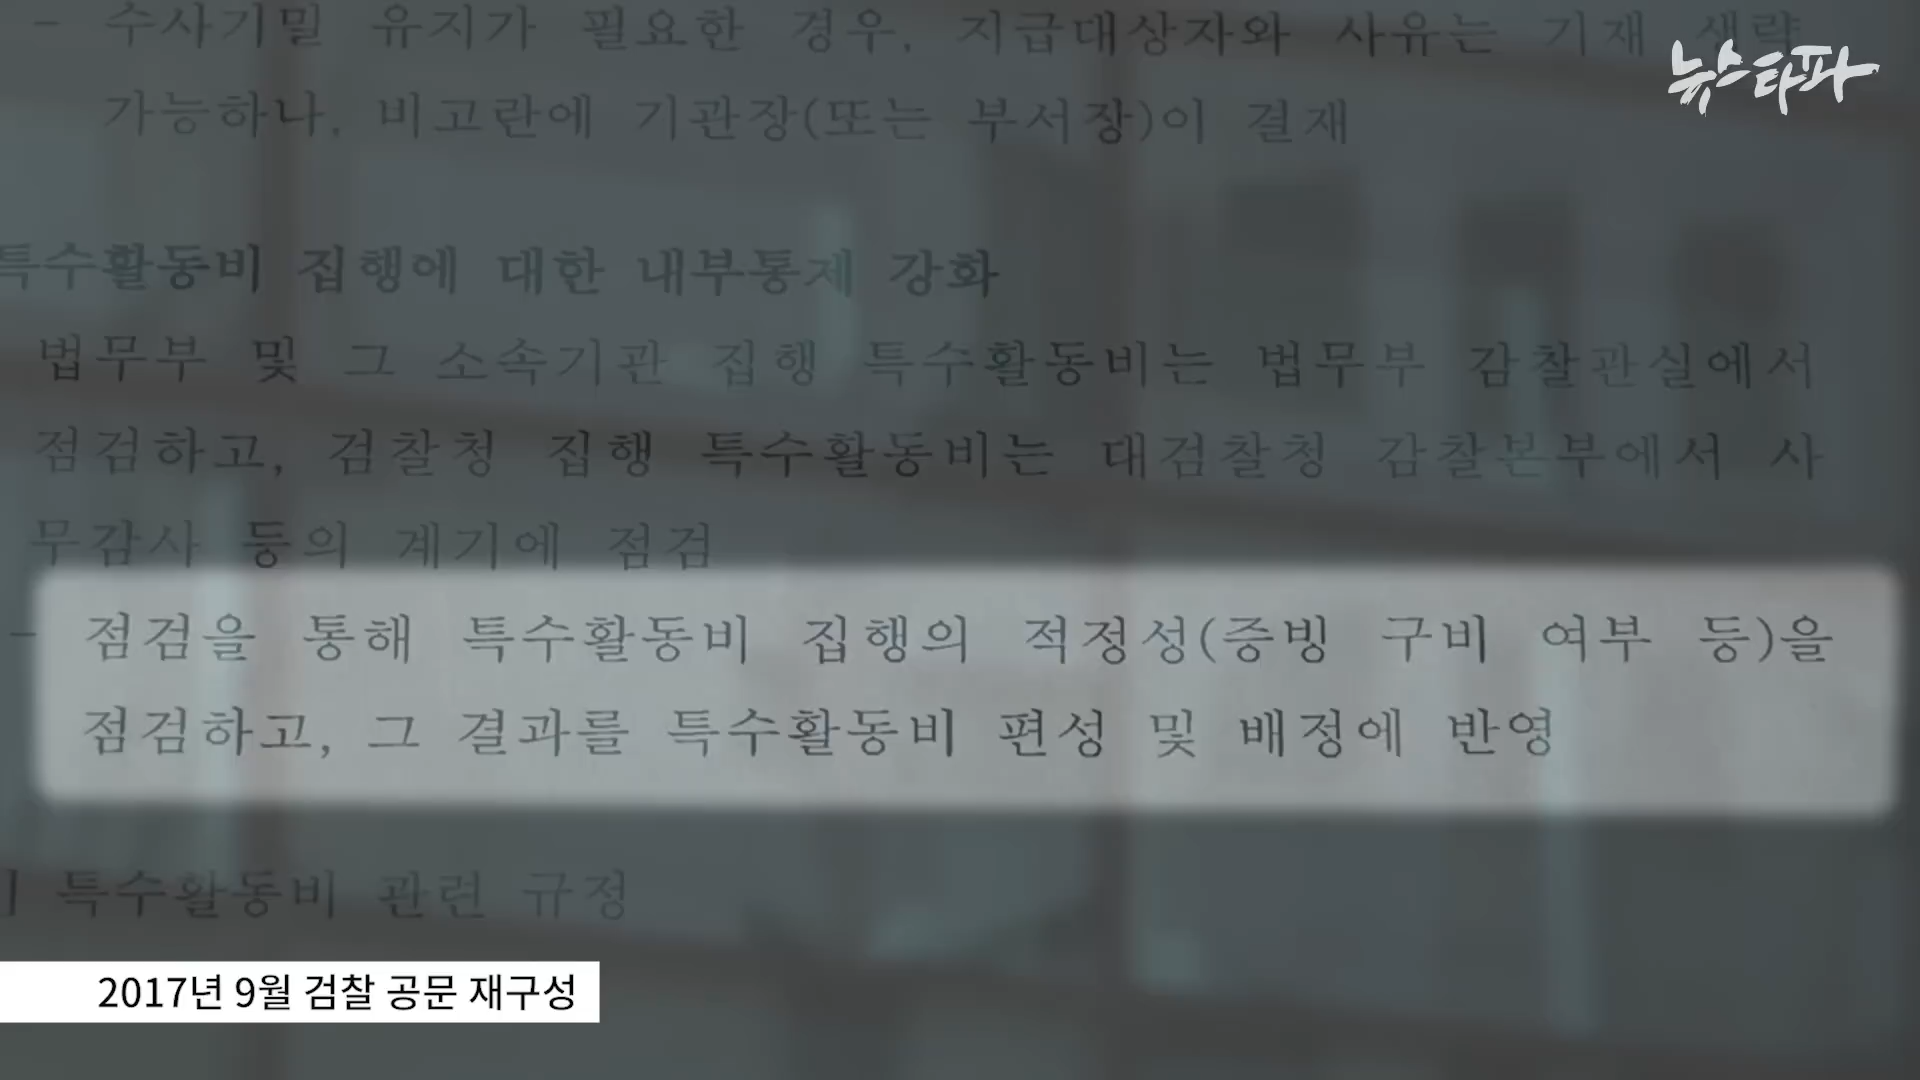 - 수사기밀 유지가 필요한 경우, 지급대상자와 사유는 기재 생략
뉴스타파
가능하나, 비고란에 기관장(또는 부서장)이 결재
특수활동비 집행에 대한 내부통제 강화
법무부 및 그 소속기관 집행 특수활동비는 법무부 감찰관실에서
점검하고, 검찰청 집행 특수활동비는 대검찰청 감찰본부에서 사
무감사 등의 계기에 점검
- 점검을 통해 특수활동비 집행의 적정성(증빙 구비 여부 등)을
점검하고, 그 결과를 특수활동비 편성 및 배정에 반영
] 특수활동비 관련 규정
2017년 9월 검찰 공문 재구성